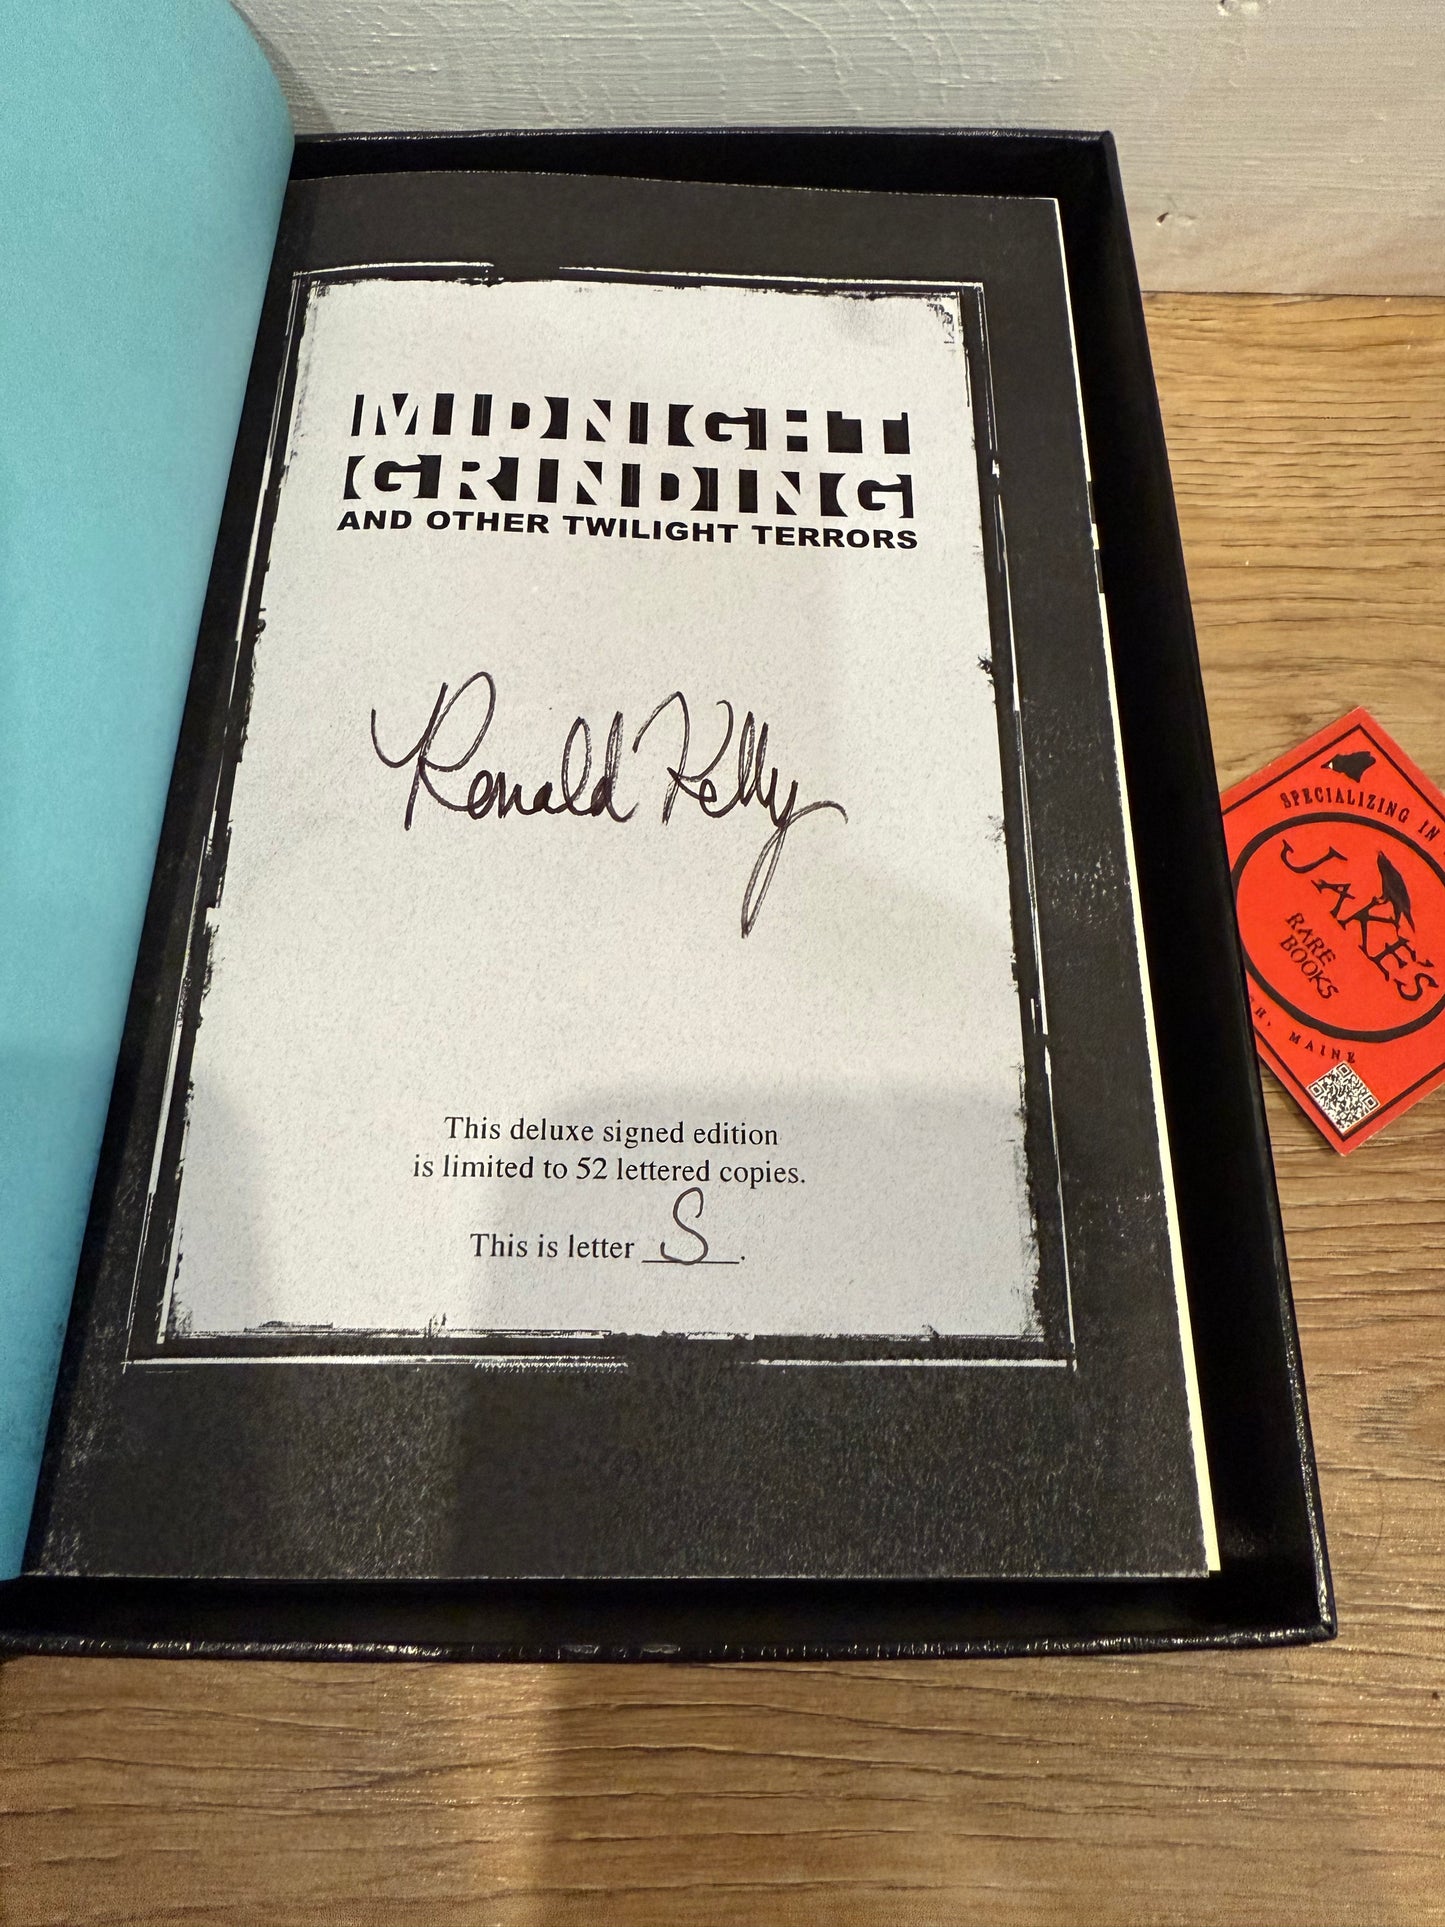 MIDNIGHT
GRINDING
AND OTHER TWILIGHT TERRORS
Ronald Kelly
This deluxe signed edition
is limited to 52 lettered copies.
This is letter S.
SPECIALIZING IN
JAKE'S
RARE
BOOKS
MAINE